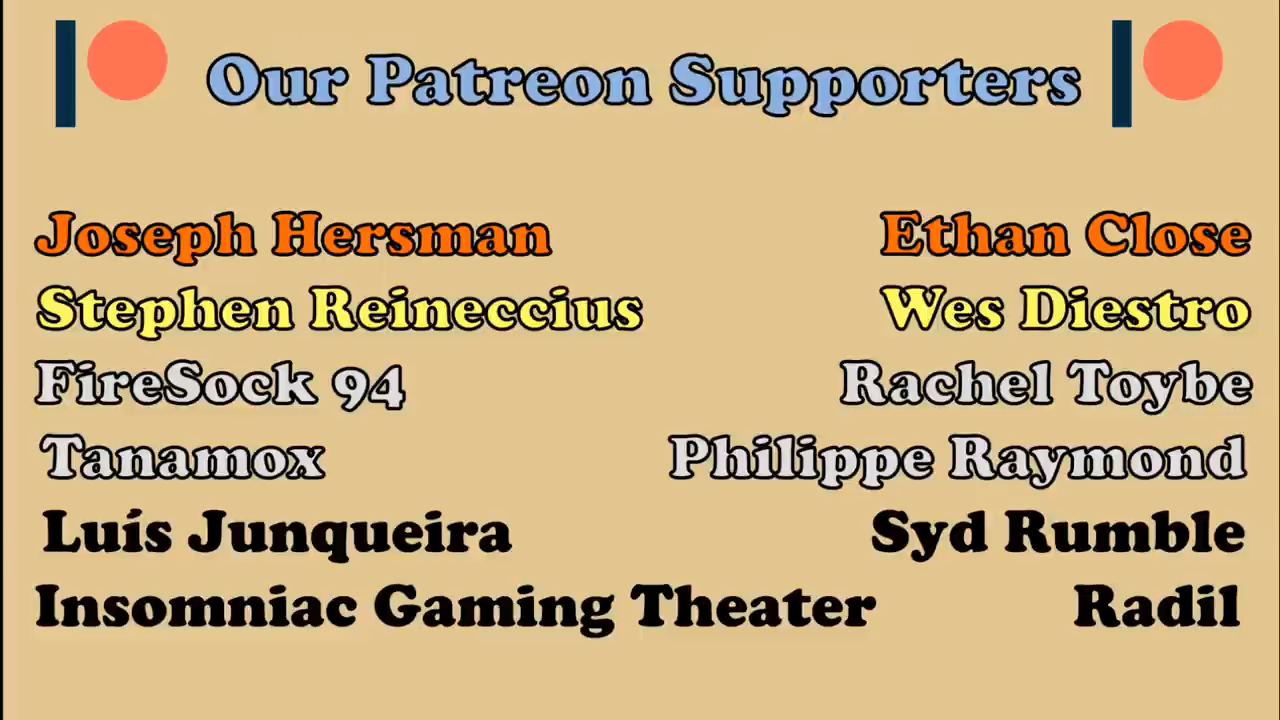 Our Patreon Supporters
Joseph Hersman Ethan Close
Stephen Reineccius Wes Diestro
FireSock 94 Rachel Toybe
Tanamox Philippe Raymond
Luís Junqueira Syd Rumble
Insomniac Gaming Theater Radil